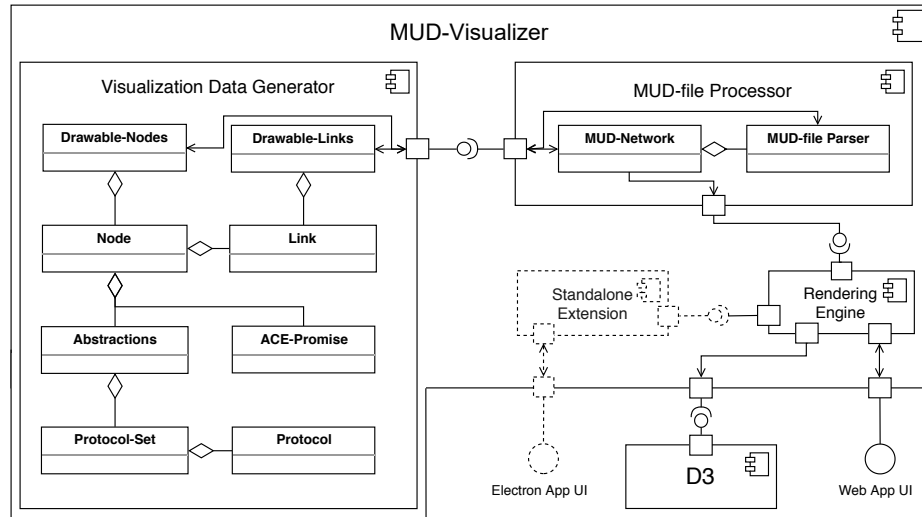 MUD-Visualizer
Visualization Data Generator
Drawable-Nodes
Drawable-Links
Node
Link
Abstractions
ACE-Promise
Protocol-Set
Protocol
MUD-file Processor
MUD-Network
MUD-file Parser
Standalone
Extension
Rendering
Engine
Electron App UI
D3
Web App UI